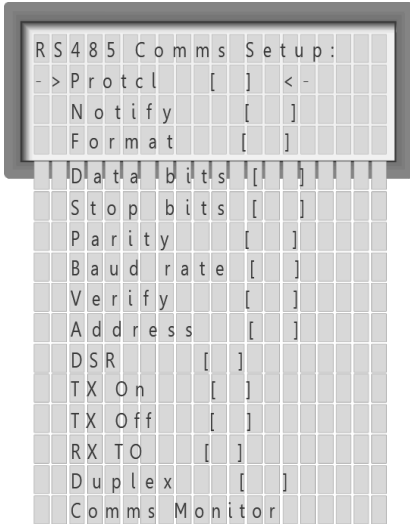 RS485 Comms Setup:
->Protcl [ ] <-
Notify [ ]
Format [ ]
Data bits [ ]
Stop bits [ ]
Parity [ ]
Baud rate [ ]
Verify [ ]
Address [ ]
DSR [ ]
TX On [ ]
TX Off [ ]
RX TO [ ]
Duplex [ ]
Comms Monitor